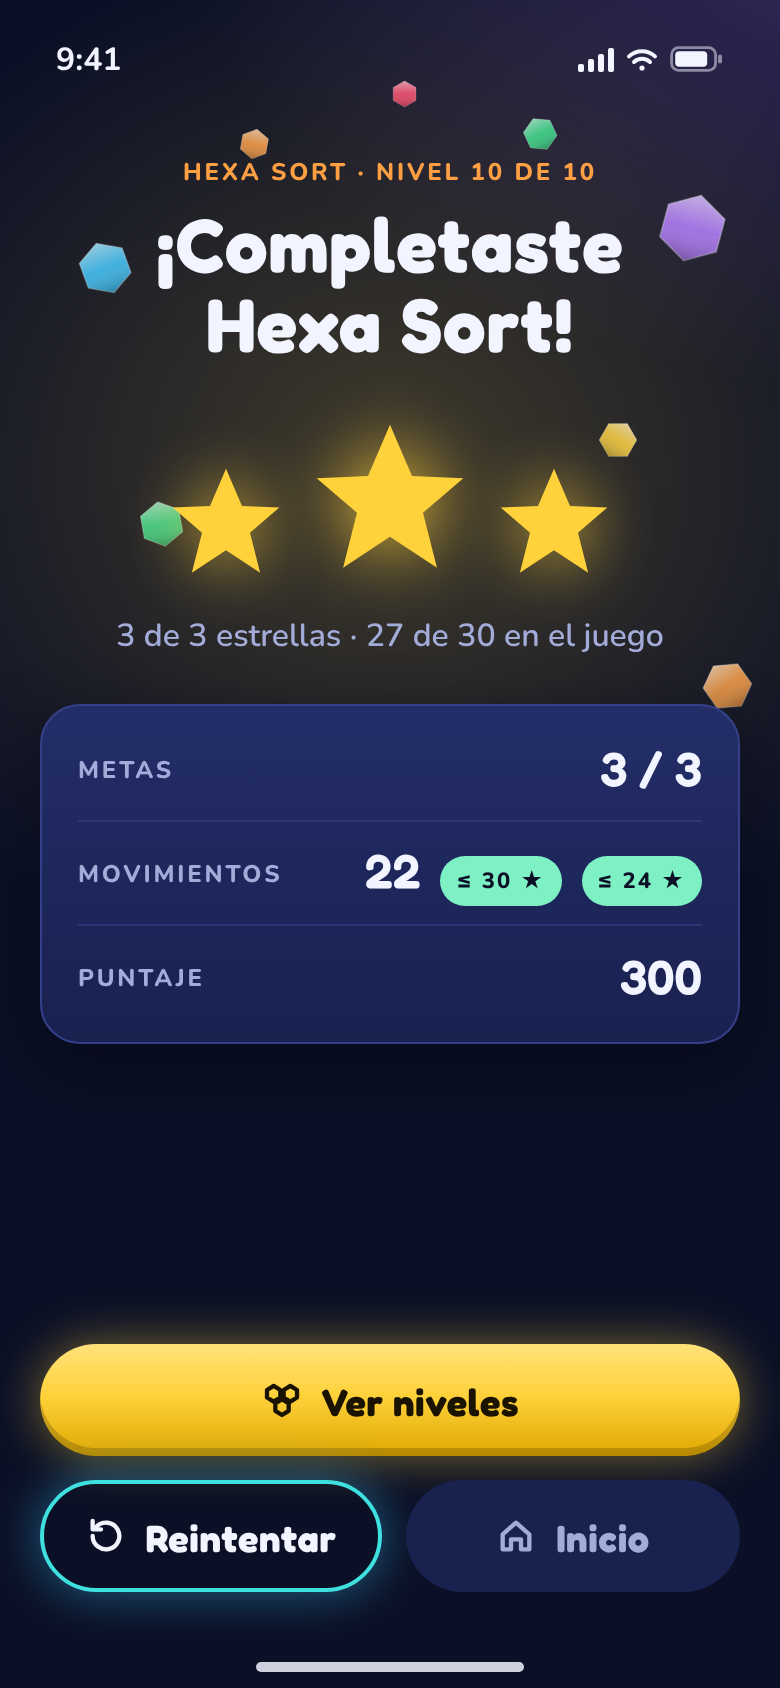 9:41
HEXA SORT · NIVEL 10 DE 10
¡Completaste
Hexa Sort!
3 de 3 estrellas · 27 de 30 en el juego
METAS 3 / 3
MOVIMIENTOS 22 ≤ 30 ★ ≤ 24 ★
PUNTAJE 300
Ver niveles
Reintentar Inicio